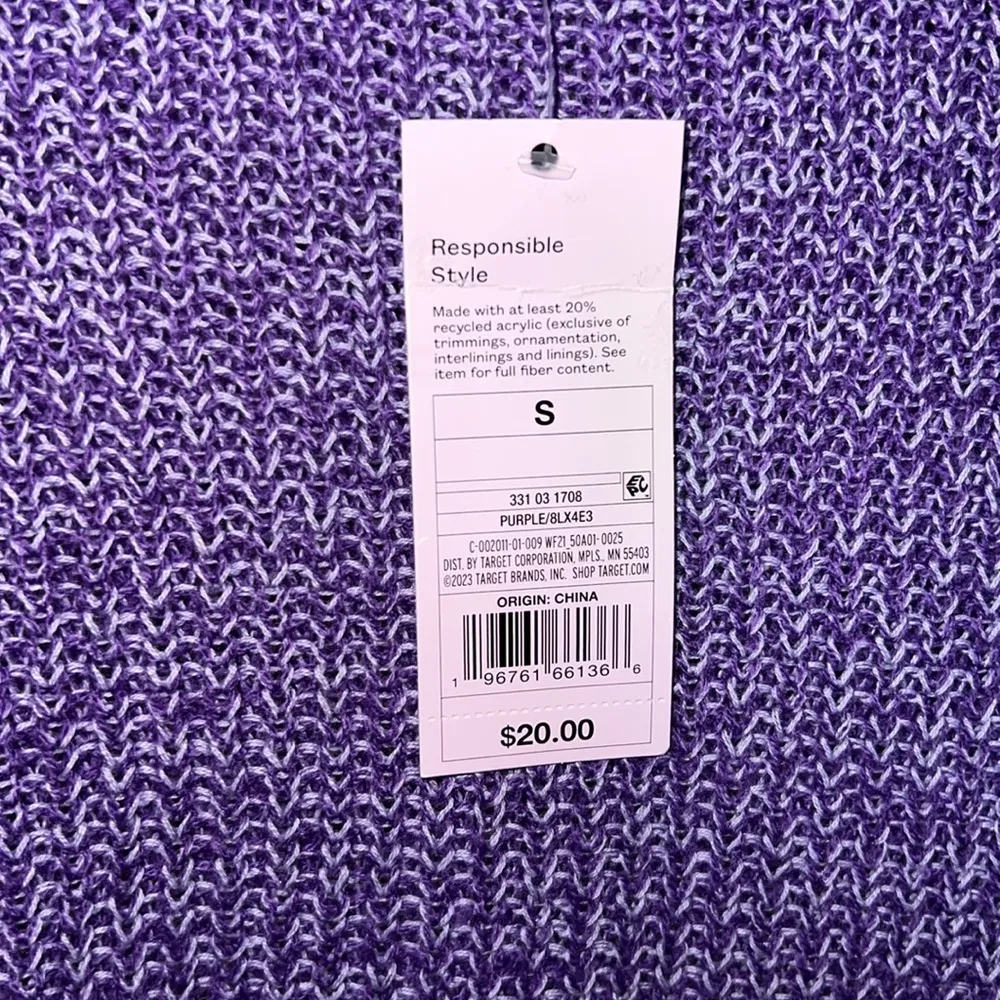 Responsible
Style
Made with at least 20%
recycled acrylic (exclusive of
trimmings, ornamentation,
interlinings and linings). See
item for full fiber content.
S
331 03 1708
PURPLE/8LX4E3
C-002011-01-009 WF21 50A01-0025
DIST. BY TARGET CORPORATION, MPLS., MN 55403
©2023 TARGET BRANDS, INC. SHOP TARGET.COM
ORIGIN: CHINA
1 96761 66136 6
$20.00